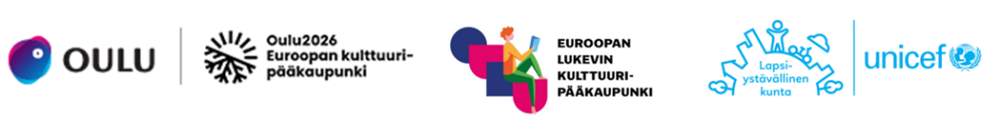 OULU
Oulu2026
Euroopan kulttuuri-
pääkaupunki
EUROOPAN
LUKEVIN
KULTTUURI-
PÄÄKAUPUNKI
Lapsi-
ystävällinen
kunta
unicef